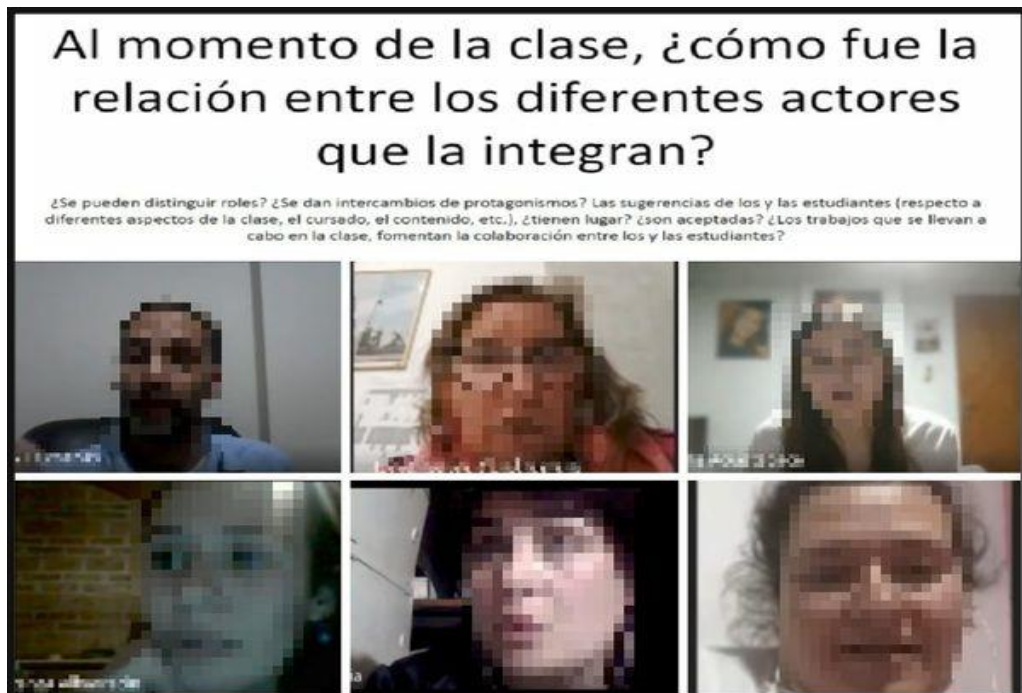 Al momento de la clase, ¿cómo fue la
relación entre los diferentes actores
que la integran?
¿Se pueden distinguir roles? ¿Se dan intercambios de protagonismos? Las sugerencias de los y las estudiantes (respecto a
diferentes aspectos de la clase, el cursado, el contenido, etc.), ¿tienen lugar? ¿son aceptadas? ¿Los trabajos que se llevan a
cabo en la clase, fomentan la colaboración entre los y las estudiantes?